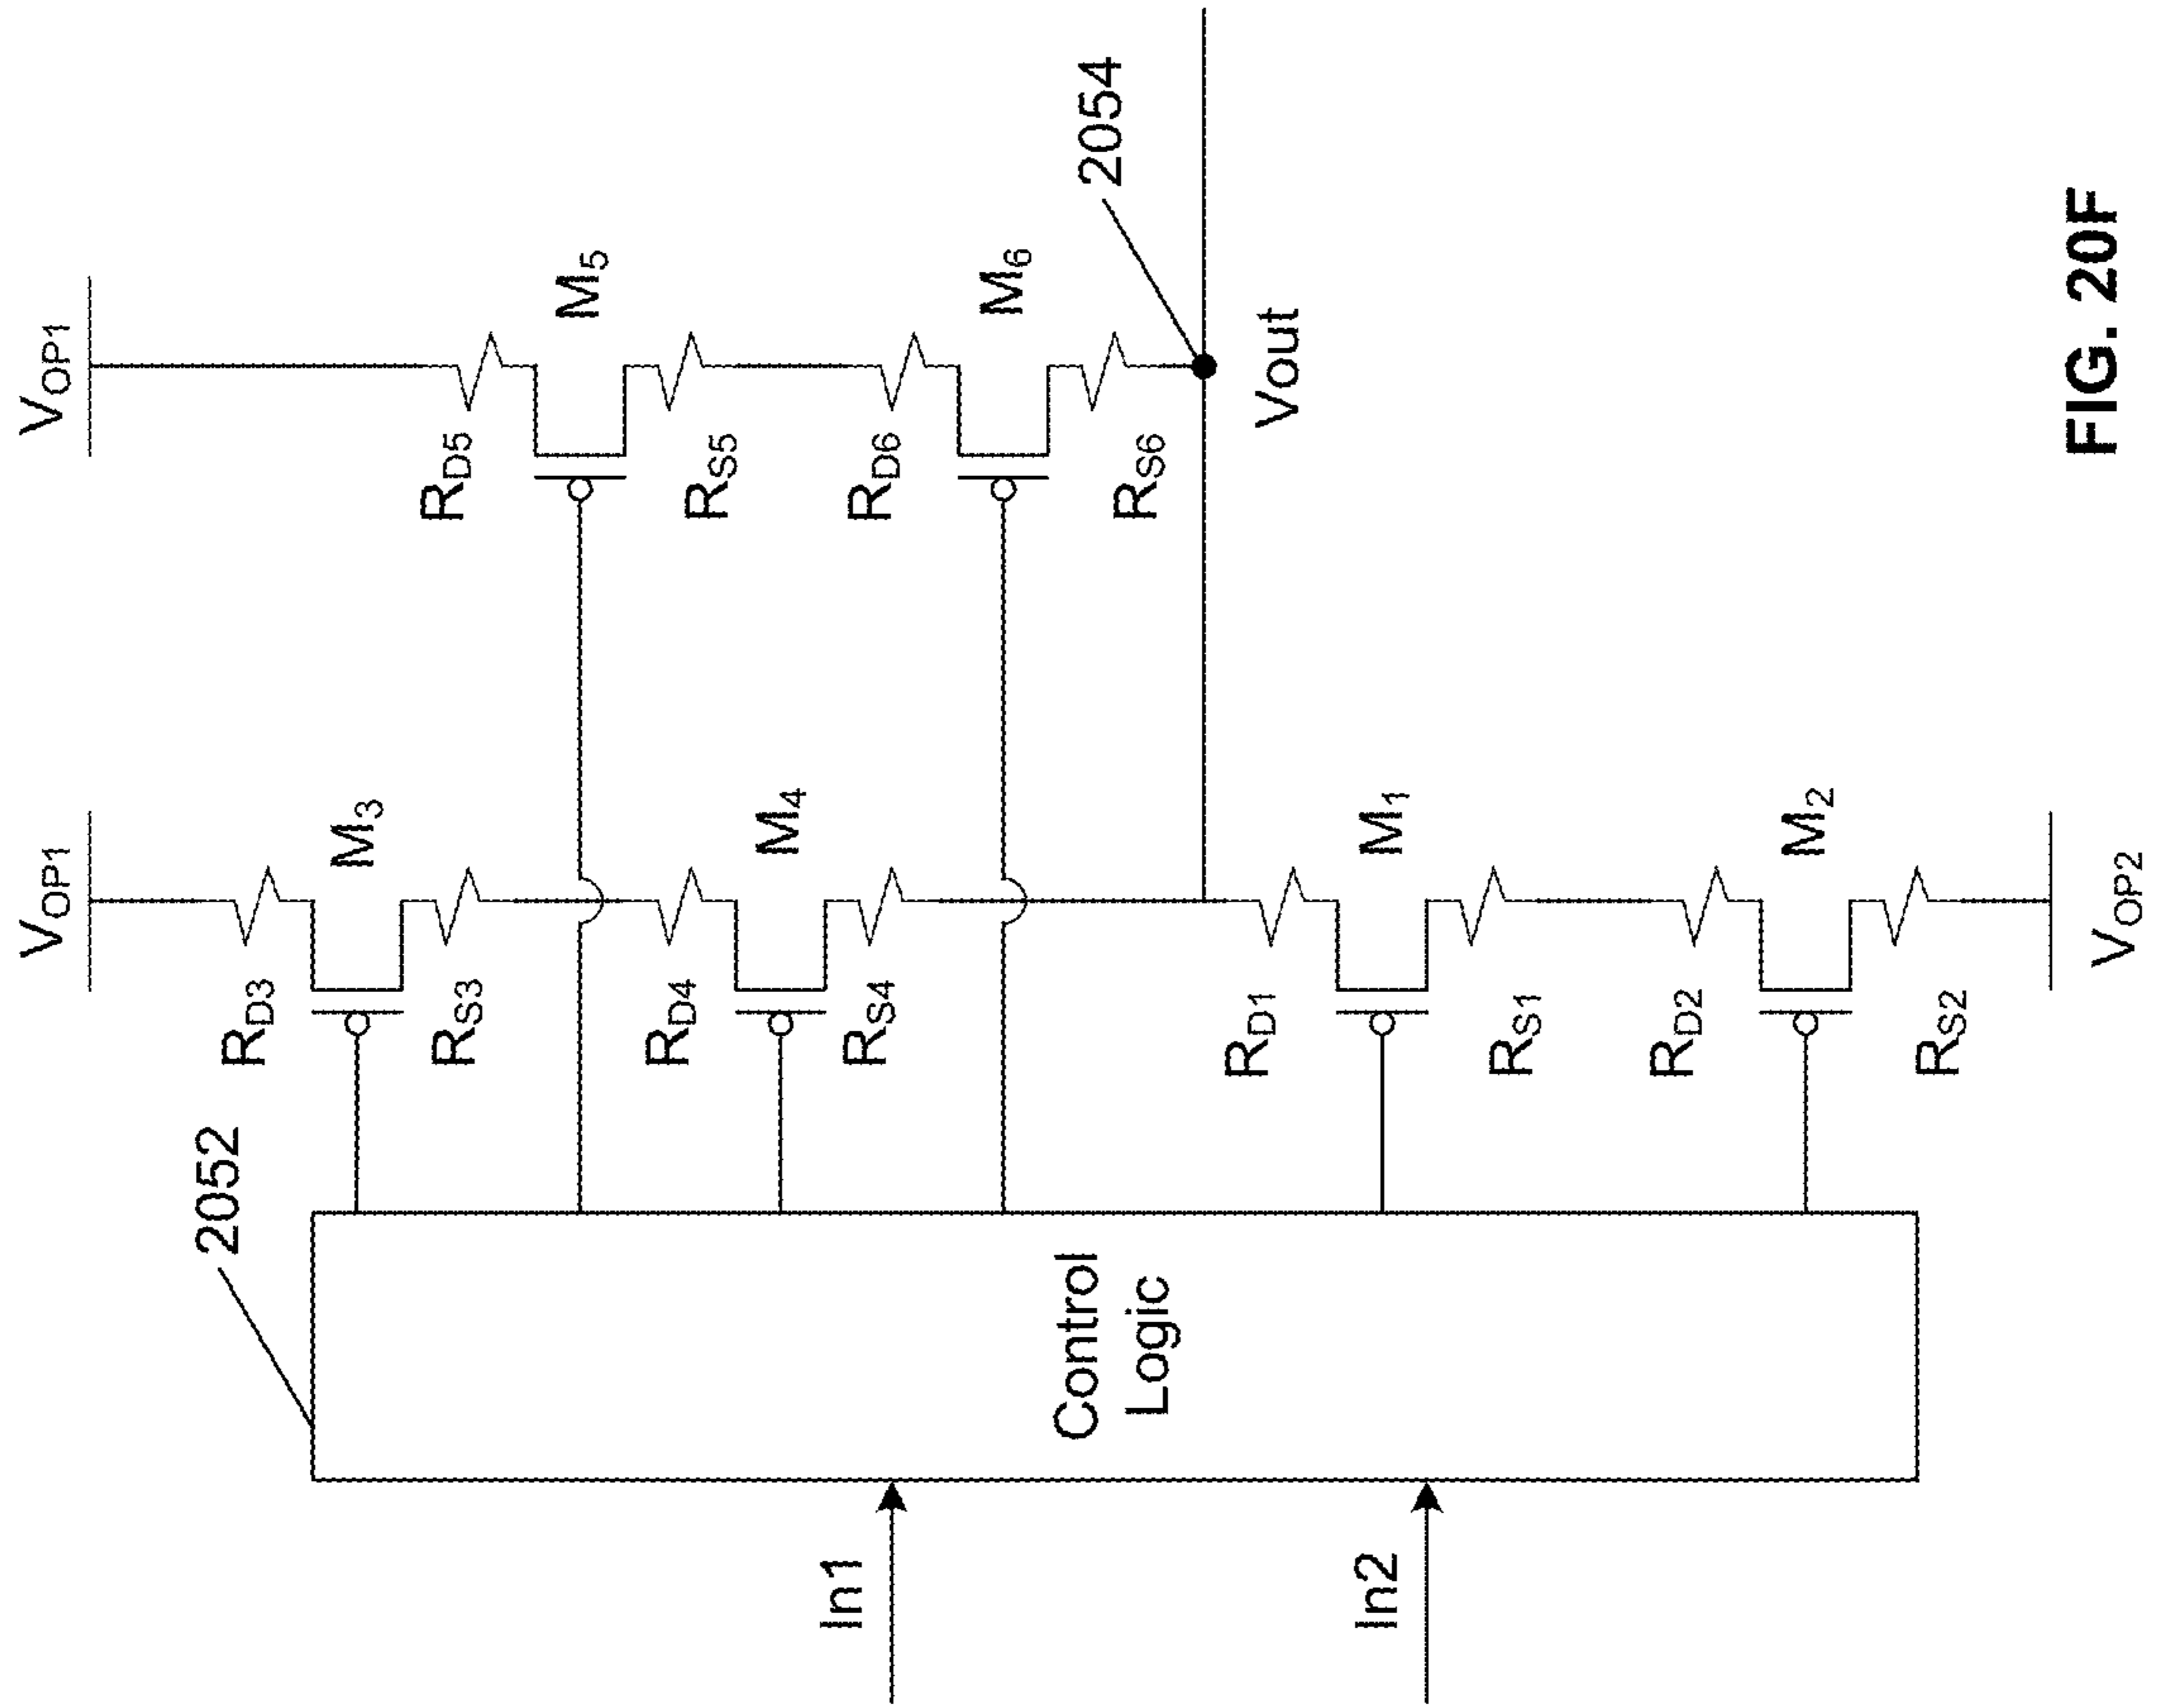 V_OP1
V_OP1
R_D3
M_3
R_S3
R_D5
M_5
R_S5
2052
R_D4
M_4
R_S4
R_D6
M_6
R_S6
2054
Vout
In1
Control
Logic
In2
R_D1
M_1
R_S1
R_D2
M_2
R_S2
V_OP2
FIG. 20F